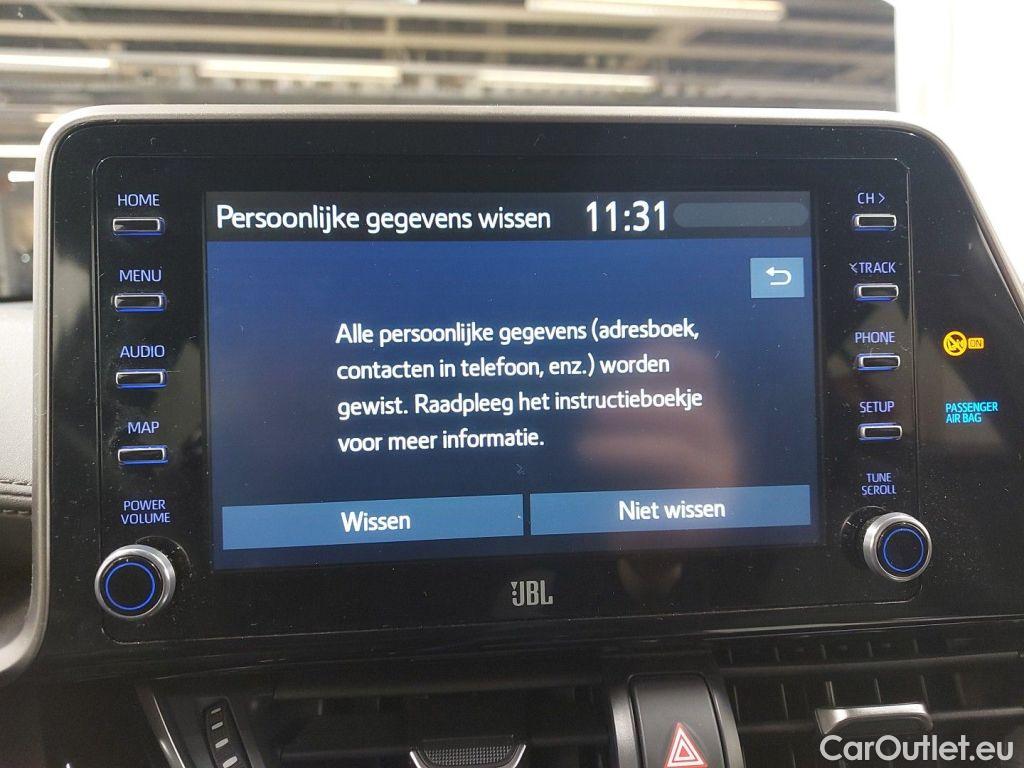 HOME
MENU
AUDIO
MAP
POWER
VOLUME
Persoonlijke gegevens wissen 11:31
Alle persoonlijke gegevens (adresboek,
contacten in telefoon, enz.) worden
gewist. Raadpleeg het instructieboekje
voor meer informatie.
Wissen
Niet wissen
CH >
< TRACK
PHONE
SETUP
TUNE
SCROLL
JBL
ON
PASSENGER
AIR BAG
CarOutlet.eu